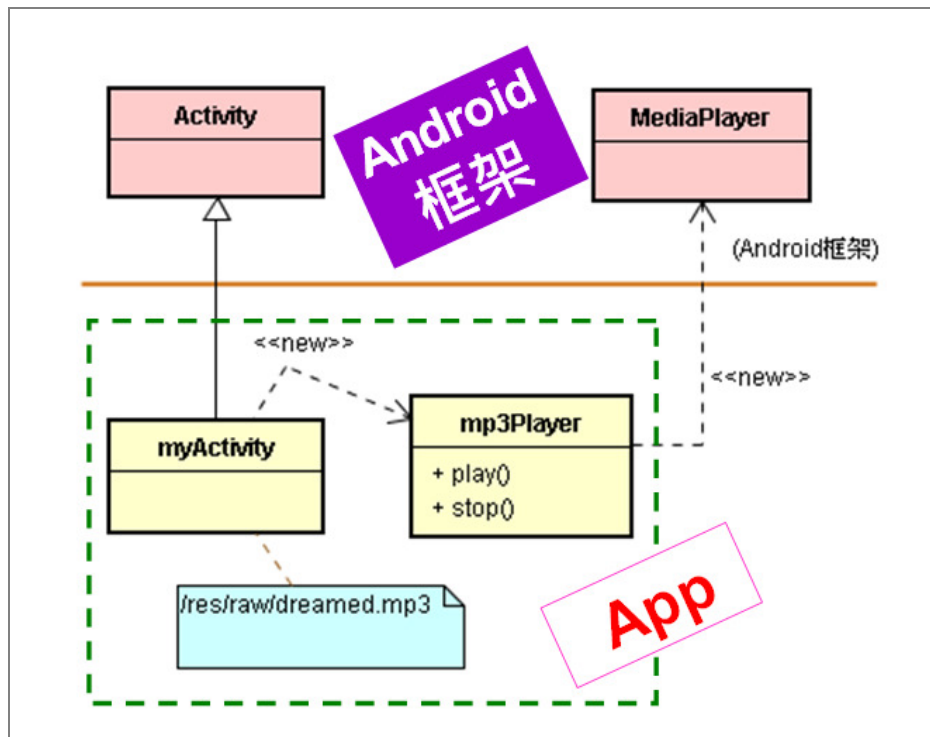 Activity
Android
框架
MediaPlayer
(Android框架)
<<new>>
<<new>>
myActivity
mp3Player
+ play()
+ stop()
/res/raw/dreamed.mp3
App